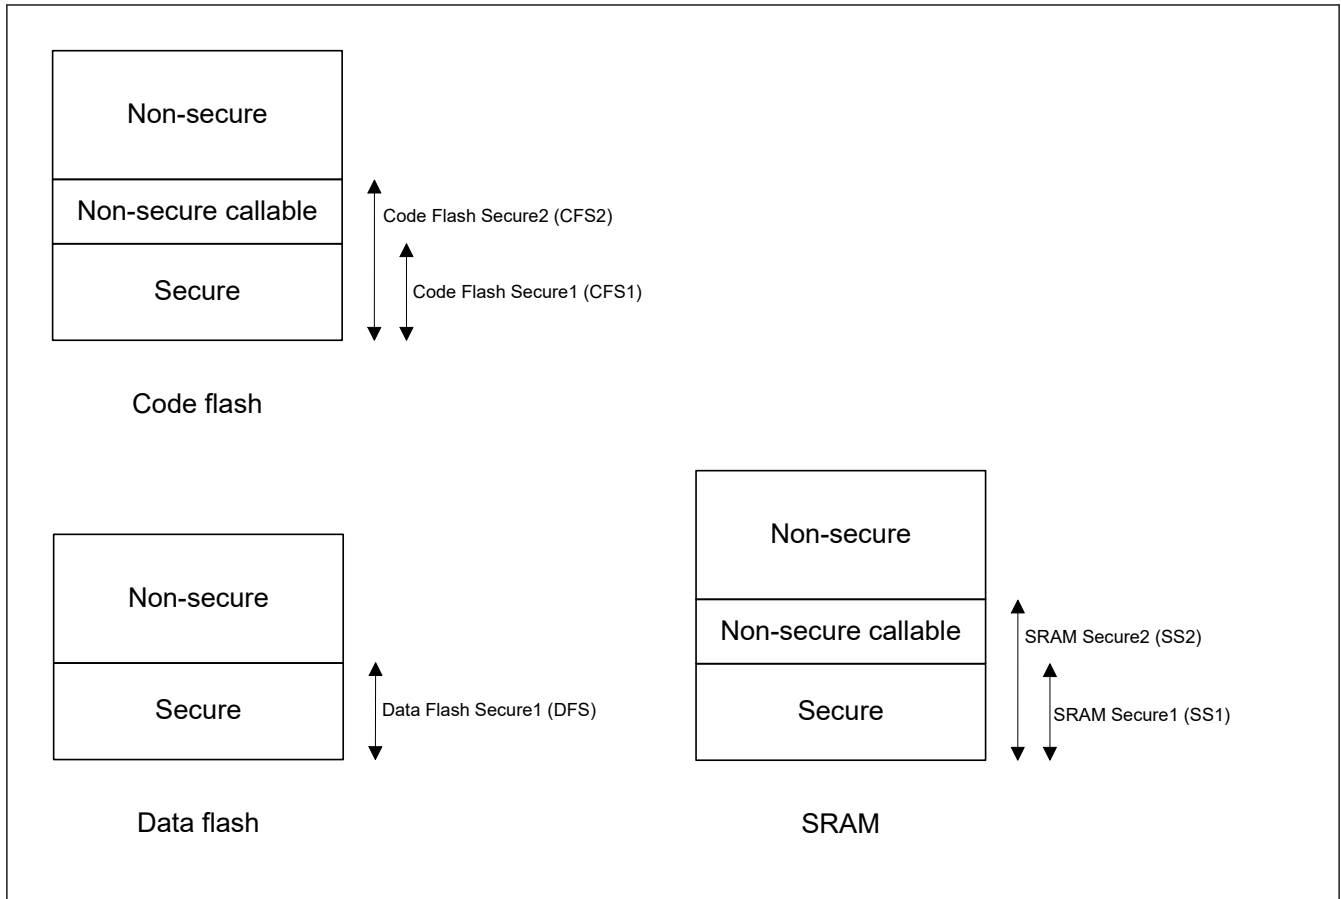 Non-secure
Non-secure callable
Code Flash Secure2 (CFS2)
Secure
Code Flash Secure1 (CFS1)
Code flash
Non-secure
Secure
Data Flash Secure1 (DFS)
Data flash
Non-secure
Non-secure callable
SRAM Secure2 (SS2)
Secure
SRAM Secure1 (SS1)
SRAM